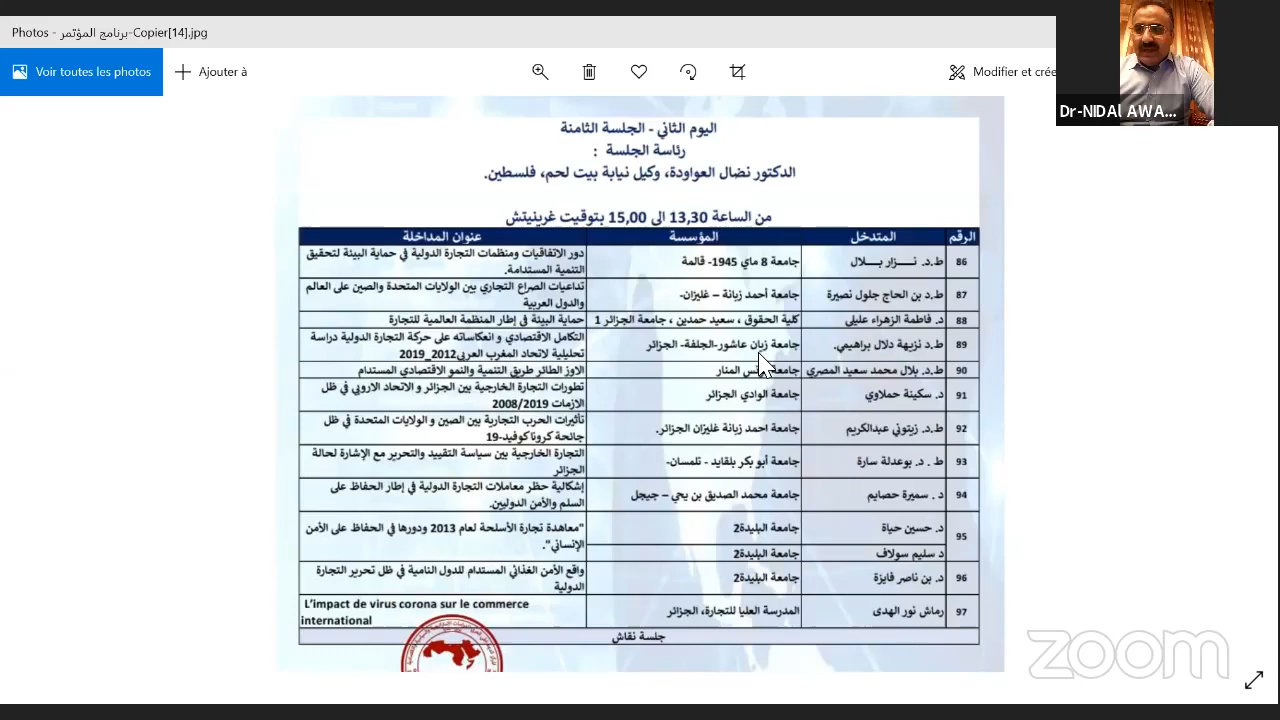 Photos - برنامج المؤتمر-Copier[14].jpg
Voir toutes les photos
Ajouter à
Modifier et crée
Dr-NIDAl AWA...
اليوم الثاني - الجلسة الثامنة
رئاسة الجلسة :
الدكتور نضال العواودة، وكيل نيابة بيت لحم، فلسطين.
من الساعة 13,30 الى 15,00 بتوقيت غرينيتش
الرقم المتدخل المؤسسة عنوان المداخلة
86 ط.د. نـــزار بـــلال جامعة 8 ماي 1945- قالمة دور الاتفاقيات ومنظمات التجارة الدولية في حماية البيئة لتحقيق
التنمية المستدامة.
87 ط.د بن الحاج جلول نصيرة جامعة أحمد زبانة – غليزان- تداعيات الصراع التجاري بين الولايات المتحدة والصين على العالم
والدول العربية
88 د. فاطمة الزهراء عليلي كلية الحقوق ، سعيد حمدين ، جامعة الجزائر 1 حماية البيئة في إطار المنظمة العالمية للتجارة
89 ط.د نزيهة دلال براهيمي. جامعة زيان عاشور-الجلفة- الجزائر التكامل الاقتصادي و انعكاساته على حركة التجارة الدولية دراسة
تحليلية لاتحاد المغرب العربي2012_2019
90 ط.د. بلال محمد سعيد المصري المنار الاوز الطائر طريق التنمية والنمو الاقتصادي المستدام
91 د. سكينة حملاوي جامعة الوادي الجزائر تطورات التجارة الخارجية بين الجزائر و الاتحاد الاروبي في ظل
الازمات 2008/2019
92 ط.د. زيتوني عبدالكريم جامعة احمد زبانة غليزان الجزائر. تأثيرات الحرب التجارية بين الصين و الولايات المتحدة في ظل
جائحة كروناكوفيد-19
93 ط . د. بوعدلة سارة جامعة أبو بكر بلقايد - تلمسان- التجارة الخارجية بين سياسة التقييد والتحرير مع الإشارة لحالة
الجزائر
94 د . سميرة حصايم جامعة محمد الصديق بن يحي – جيجل إشكالية حظر معاملات التجارة الدولية في إطار الحفاظ على
السلم والأمن الدوليين.
95 د. حسين حياة جامعة البليدة2 "معاهدة تجارة الأسلحة لعام 2013 ودورها في الحفاظ على الأمن
الإنساني".
د سليم سولاف جامعة البليدة2
96 د. بن ناصر فايزة جامعة البليدة2 واقع الأمن الغذائي المستدام للدول النامية في ظل تحرير التجارة
الدولية
97 رماش نور الهدى المدرسة العليا للتجارة، الجزائر L'impact de virus corona sur le commerce
international
جلسة نقاش
zoom